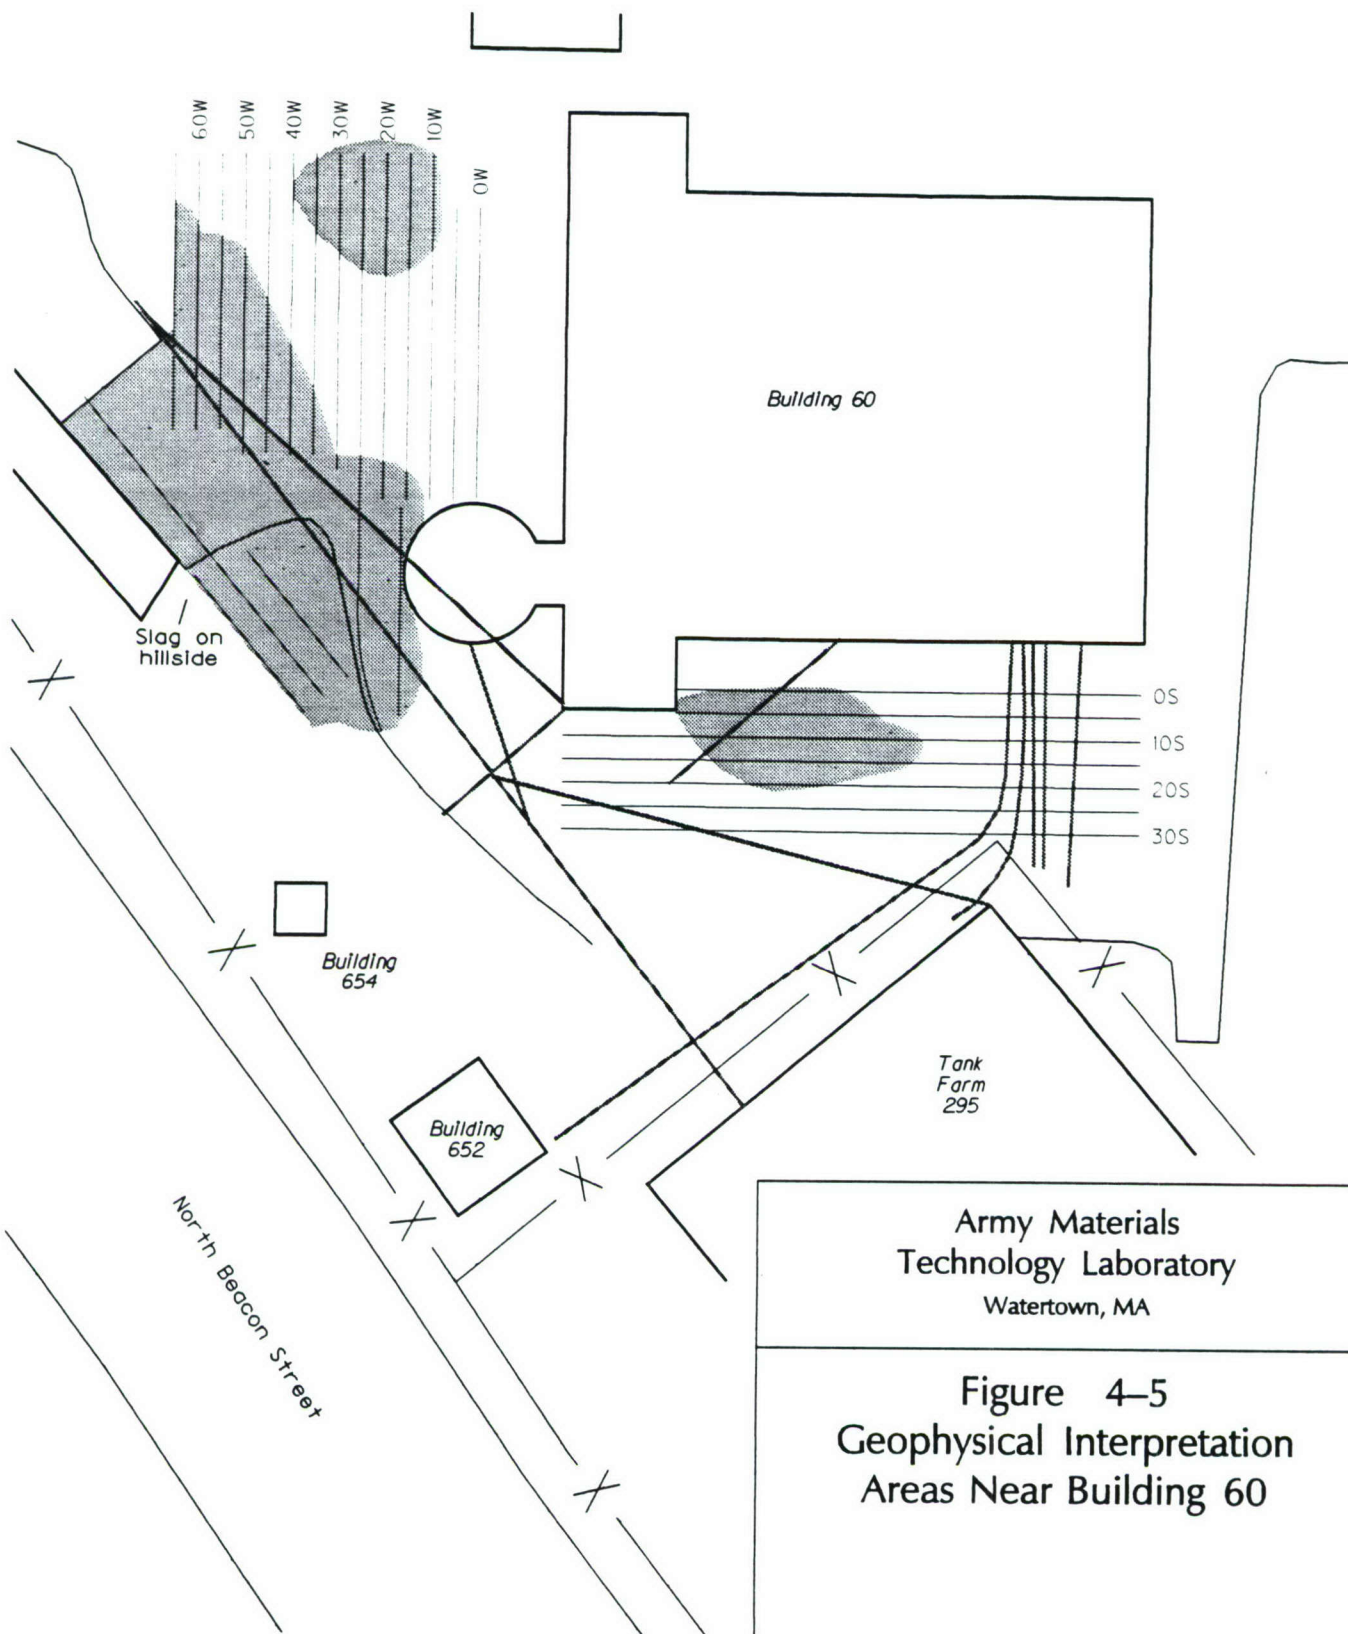 60W
50W
40W
30W
20W
10W
0W
Building 60
Slag on
hillside
0S
10S
20S
30S
Building
654
Building
652
Tank
Farm
295
North Beacon Street
Army Materials
Technology Laboratory
Watertown, MA
Figure 4–5
Geophysical Interpretation
Areas Near Building 60